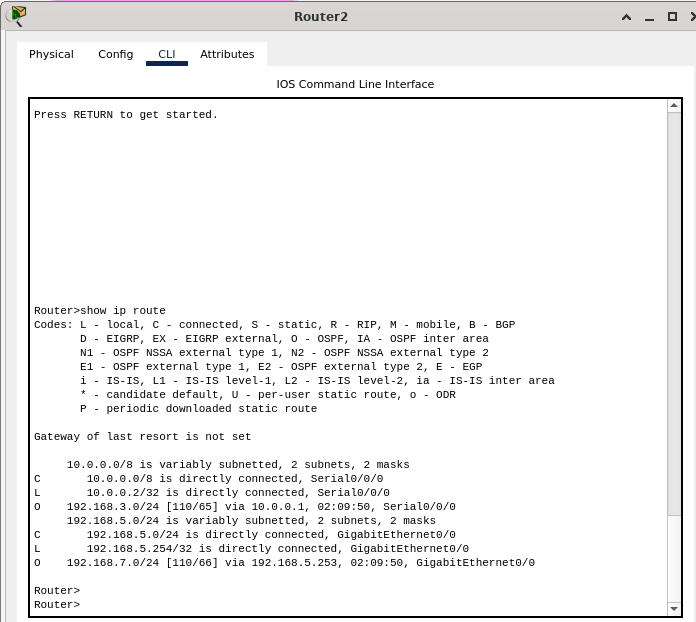 Router2
Physical Config CLI Attributes
IOS Command Line Interface
Press RETURN to get started.
Router>show ip route
Codes: L - local, C - connected, S - static, R - RIP, M - mobile, B - BGP
D - EIGRP, EX - EIGRP external, O - OSPF, IA - OSPF inter area
N1 - OSPF NSSA external type 1, N2 - OSPF NSSA external type 2
E1 - OSPF external type 1, E2 - OSPF external type 2, E - EGP
i - IS-IS, L1 - IS-IS level-1, L2 - IS-IS level-2, ia - IS-IS inter area
* - candidate default, U - per-user static route, o - ODR
P - periodic downloaded static route
Gateway of last resort is not set
10.0.0.0/8 is variably subnetted, 2 subnets, 2 masks
C 10.0.0.0/8 is directly connected, Serial0/0/0
L 10.0.0.2/32 is directly connected, Serial0/0/0
O 192.168.3.0/24 [110/65] via 10.0.0.1, 02:09:50, Serial0/0/0
192.168.5.0/24 is variably subnetted, 2 subnets, 2 masks
C 192.168.5.0/24 is directly connected, GigabitEthernet0/0
L 192.168.5.254/32 is directly connected, GigabitEthernet0/0
O 192.168.7.0/24 [110/66] via 192.168.5.253, 02:09:50, GigabitEthernet0/0
Router>
Router>